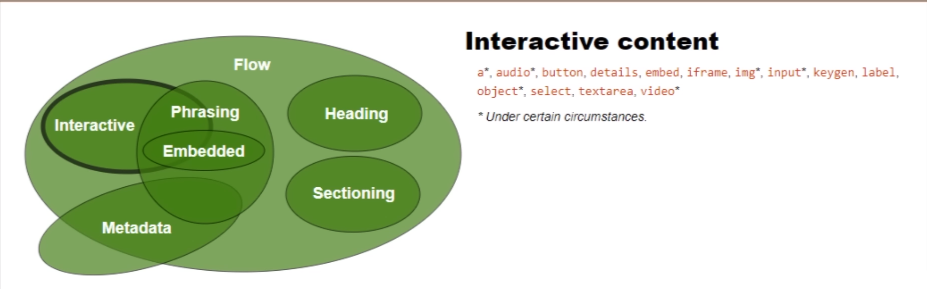 Flow
Phrasing
Interactive
Heading
Embedded
Sectioning
Metadata
Interactive content
a*, audio*, button, details, embed, iframe, img*, input*, keygen, label,
object*, select, textarea, video*
* Under certain circumstances.